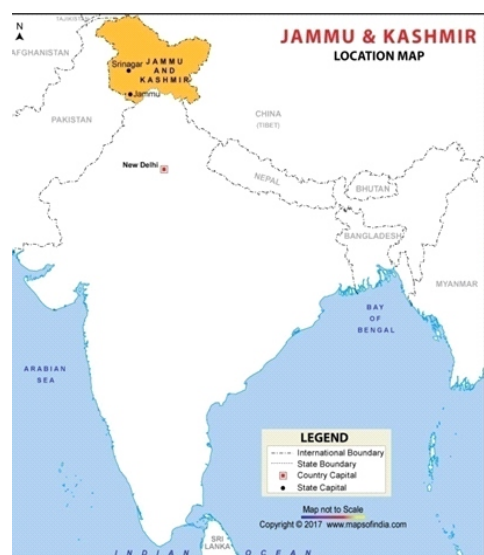 JAMMU & KASHMIR
LOCATION MAP
N
TAJIKISTAN
AFGHANISTAN
JAMMU
AND
KASHMIR
Srinagar
Jammu
PAKISTAN
CHINA
(TIBET)
New Delhi
NEPAL
BHUTAN
BANGLADESH
MYANMAR
BAY
OF
BENGAL
ARABIAN
SEA
LEGEND
International Boundary
State Boundary
Country Capital
State Capital
Map not to Scale
Copyright © 2017 www.mapsofindia.com
SRI
LANKA
INDIAN OCEAN